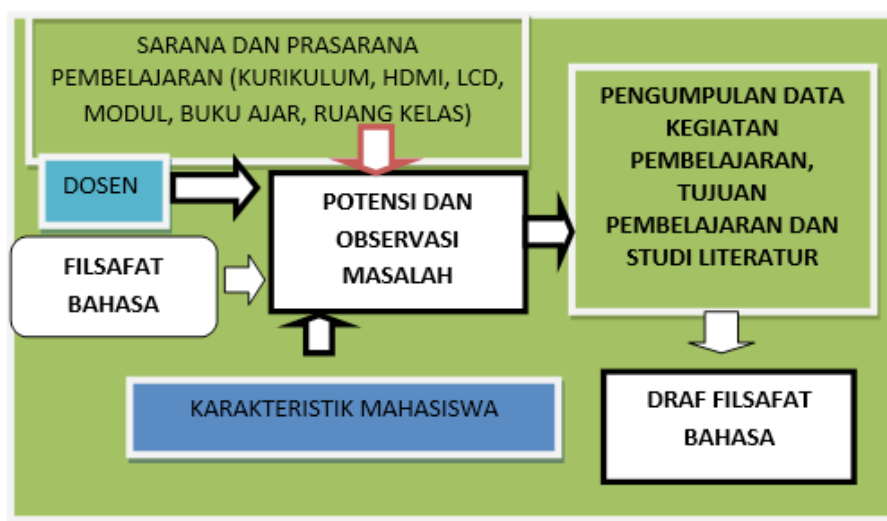 SARANA DAN PRASARANA
PEMBELAJARAN (KURIKULUM, HDMI, LCD,
MODUL, BUKU AJAR, RUANG KELAS)
DOSEN
FILSAFAT
BAHASA
POTENSI DAN
OBSERVASI
MASALAH
KARAKTERISTIK MAHASISWA
PENGUMPULAN DATA
KEGIATAN
PEMBELAJARAN,
TUJUAN
PEMBELAJARAN DAN
STUDI LITERATUR
DRAF FILSAFAT
BAHASA